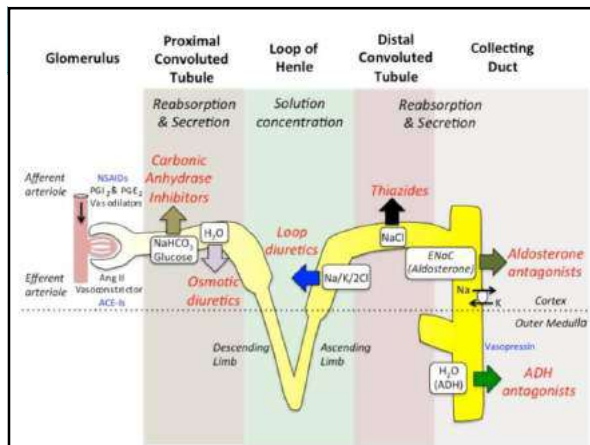 Glomerulus
Proximal
Convoluted
Tubule
Loop of
Henle
Distal
Convoluted
Tubule
Collecting
Duct
Reabsorption
& Secretion
Solution
concentration
Reabsorption
& Secretion
Afferent
arteriole
NSAIDs
PGI2 & PGE2
Vasodilators
Carbonic
Anhydrase
Inhibitors
NaHCO3
Glucose
H2O
Osmotic
diuretics
Efferent
arteriole
Ang II
Vasoconstrictor
ACE-Is
Loop
diuretics
Na/K/2Cl
Descending
Limb
Ascending
Limb
Thiazides
NaCl
ENaC
(Aldosterone)
Aldosterone
antagonists
Na
K
Cortex
Outer Medulla
Vasopressin
H2O
(ADH)
ADH
antagonists